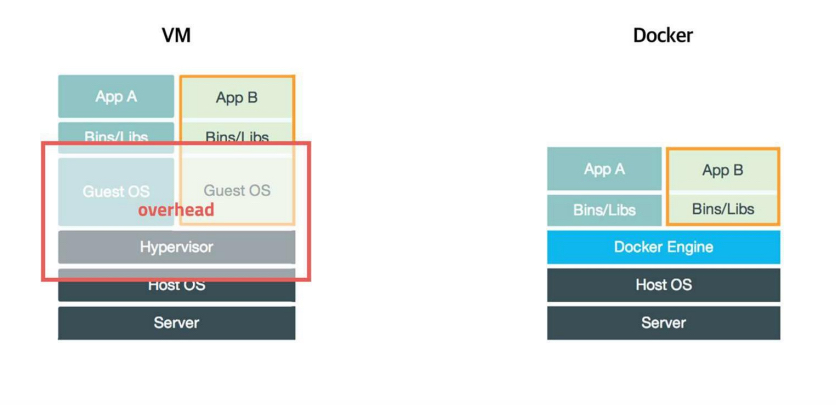 VM
App A
App B
Bins/Libs
Bins/Libs
Guest OS
Guest OS
overhead
Hypervisor
Host OS
Server
Docker
App A
App B
Bins/Libs
Bins/Libs
Docker Engine
Host OS
Server